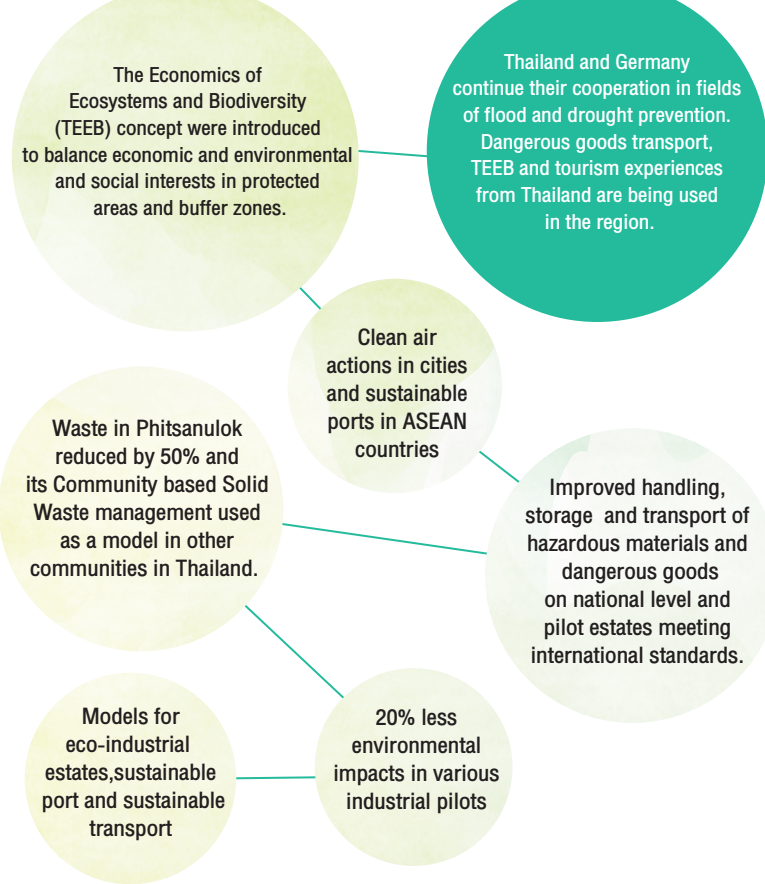 The Economics of
Ecosystems and Biodiversity
(TEEB) concept were introduced
to balance economic and environmental
and social interests in protected
areas and buffer zones.
Thailand and Germany
continue their cooperation in fields
of flood and drought prevention.
Dangerous goods transport,
TEEB and tourism experiences
from Thailand are being used
in the region.
Clean air
actions in cities
and sustainable
ports in ASEAN
countries
Waste in Phitsanulok
reduced by 50% and
its Community based Solid
Waste management used
as a model in other
communities in Thailand.
Improved handling,
storage  and transport of
hazardous materials and
dangerous goods
on national level and
pilot estates meeting
international standards.
Models for
eco-industrial
estates,sustainable
port and sustainable
transport
20% less
environmental
impacts in various
industrial pilots